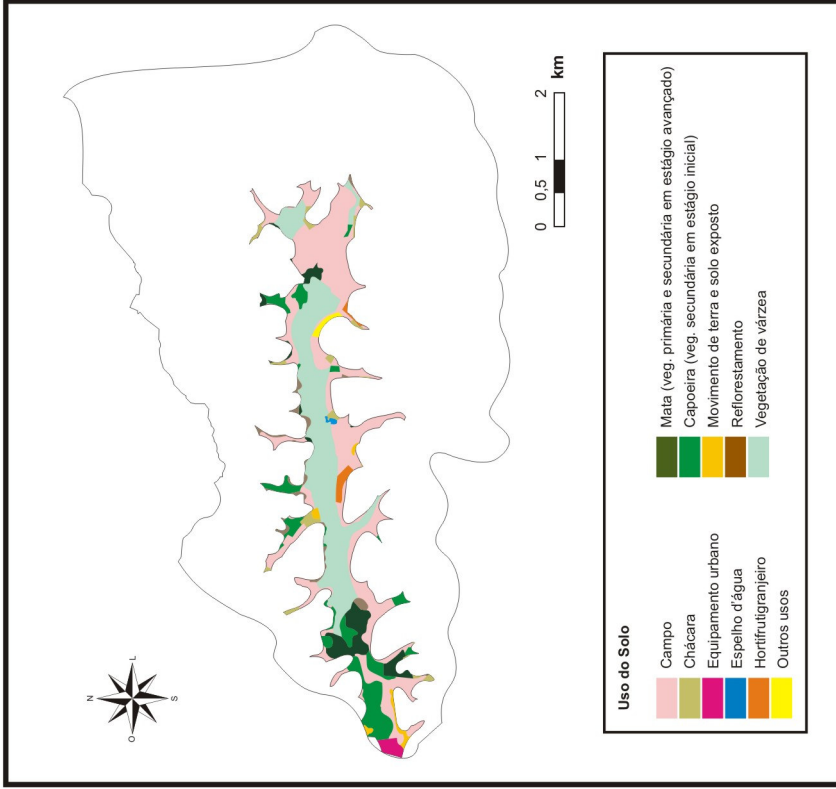 N
O
L
S
0
0,5
1
2
km
Uso do Solo
Campo
Chácara
Equipamento urbano
Espelho d'água
Hortifrutigranjeiro
Outros usos
Mata (veg. primária e secundária em estágio avançado)
Capoeira (veg. secundária em estágio inicial)
Movimento de terra e solo exposto
Reflorestamento
Vegetação de várzea